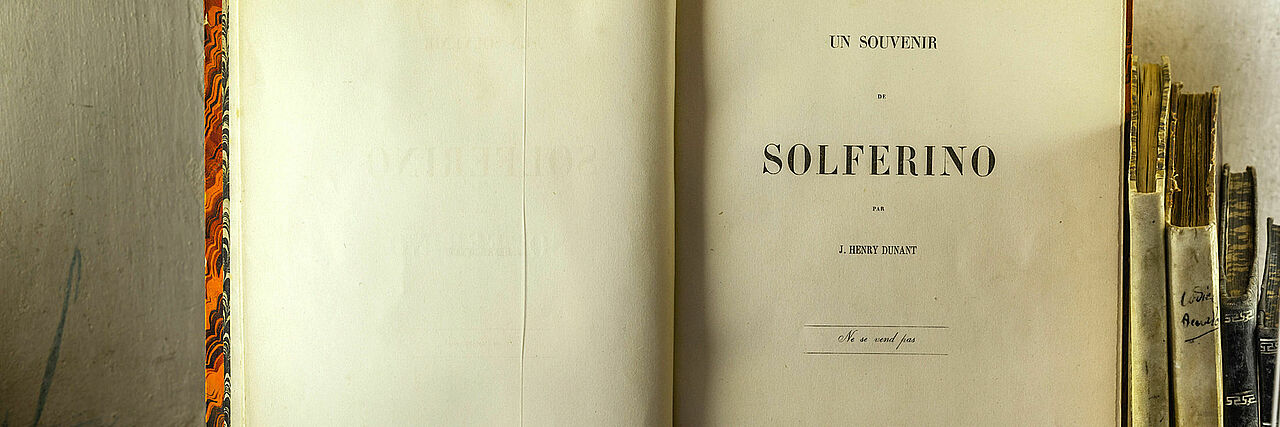 UN SOUVENIR
DE
SOLFERINO
PAR
J. HENRY DUNANT
Ne se vend pas